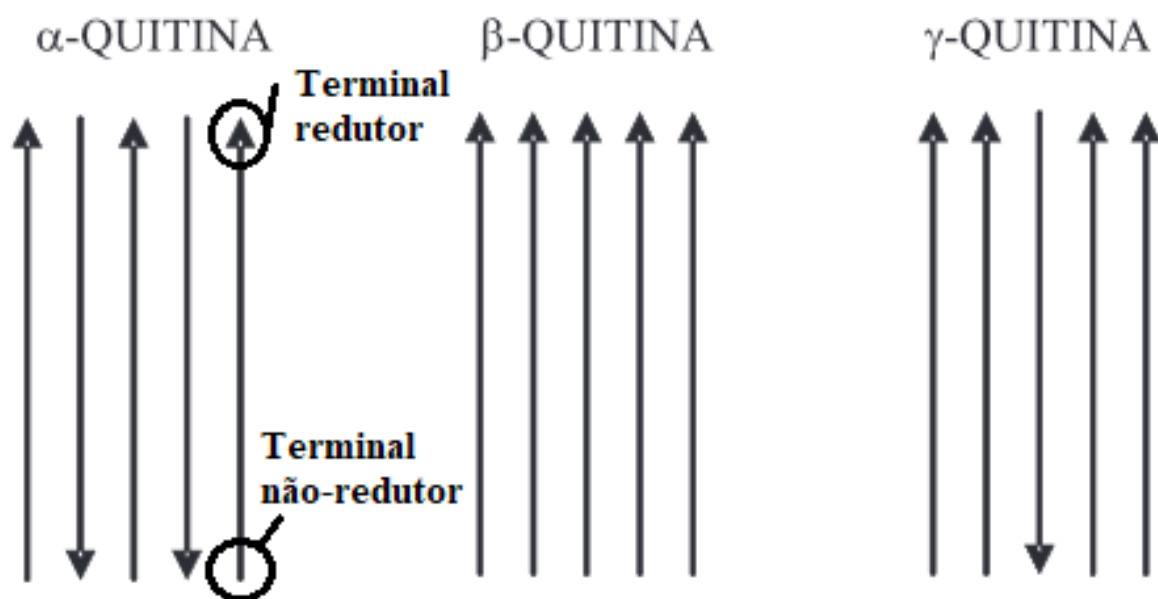 α-QUITINA
β-QUITINA
γ-QUITINA
Terminal
redutor
Terminal
não-redutor